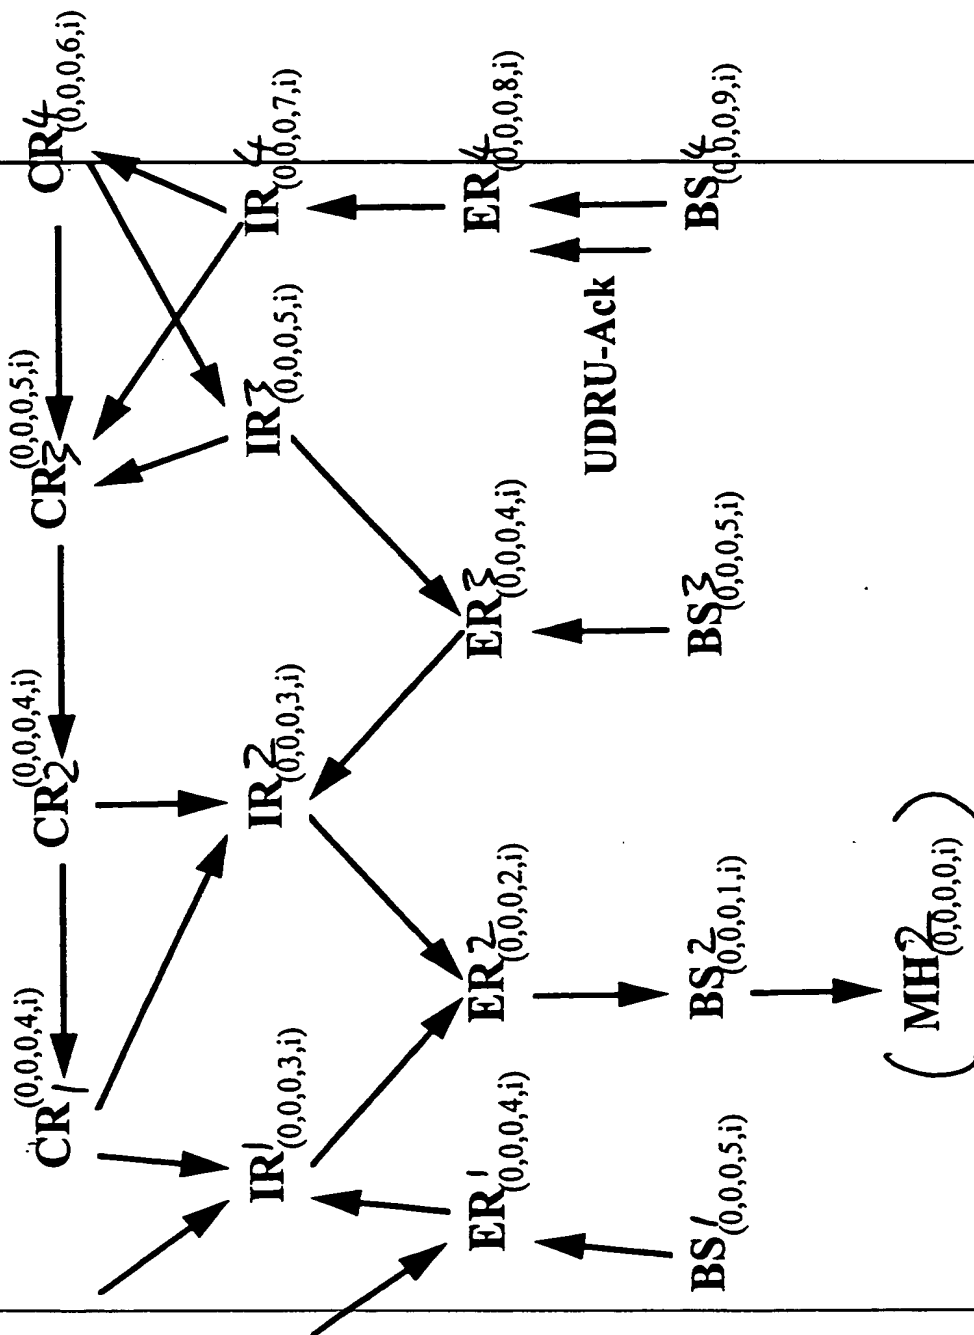 CR1 (0,0,0,4,i)
CR2 (0,0,0,4,i)
CR3 (0,0,0,5,i)
CR4 (0,0,0,6,i)
IR1 (0,0,0,3,i)
IR2 (0,0,0,3,i)
IR3 (0,0,0,5,i)
IR4 (0,0,0,7,i)
ER1 (0,0,0,4,i)
ER2 (0,0,0,2,i)
ER3 (0,0,0,4,i)
ER4 (0,0,0,8,i)
UDRU-Ack
BS1 (0,0,0,5,i)
BS2 (0,0,0,1,i)
BS3 (0,0,0,5,i)
BS4 (0,0,0,9,i)
(MH2 (0,0,0,0,i))